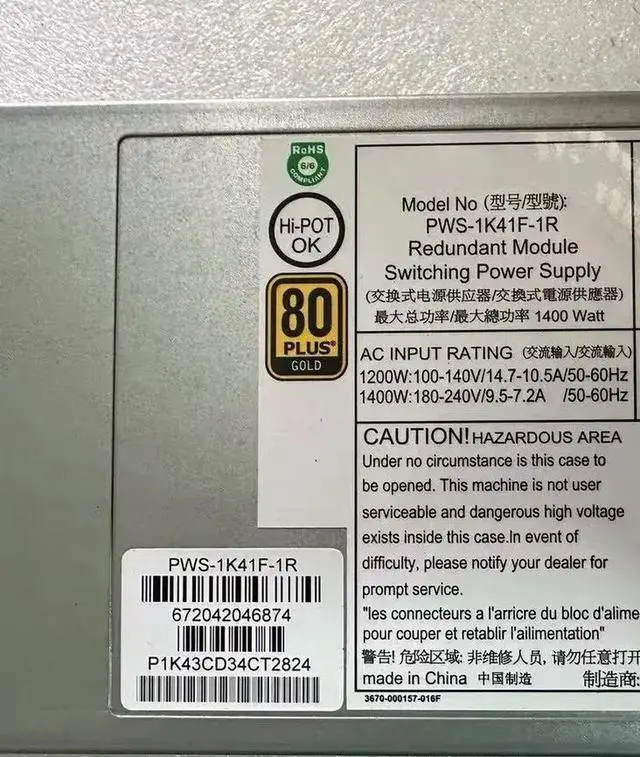 RoHS
6/6
COMPLIANT
Hi-POT
OK
80
PLUS®
GOLD
Model No (型号/型號):
PWS-1K41F-1R
Redundant Module
Switching Power Supply
(交换式电源供应器/交換式電源供應器)
最大总功率/最大總功率 1400 Watt
AC INPUT RATING (交流输入/交流輸入)
1200W:100-140V/14.7-10.5A/50-60Hz
1400W:180-240V/9.5-7.2A /50-60Hz
CAUTION! HAZARDOUS AREA
Under no circumstance is this case to
be opened. This machine is not user
serviceable and dangerous high voltage
exists inside this case.In event of
difficulty, please notify your dealer for
prompt service.
"les connecteurs a l'arricre du bloc d'alime
pour couper et retablir l'ailimentation"
警告! 危险区域: 非维修人员, 请勿任意打开
made in China 中国制造 制造商:
3670-000157-016F
PWS-1K41F-1R
672042046874
P1K43CD34CT2824